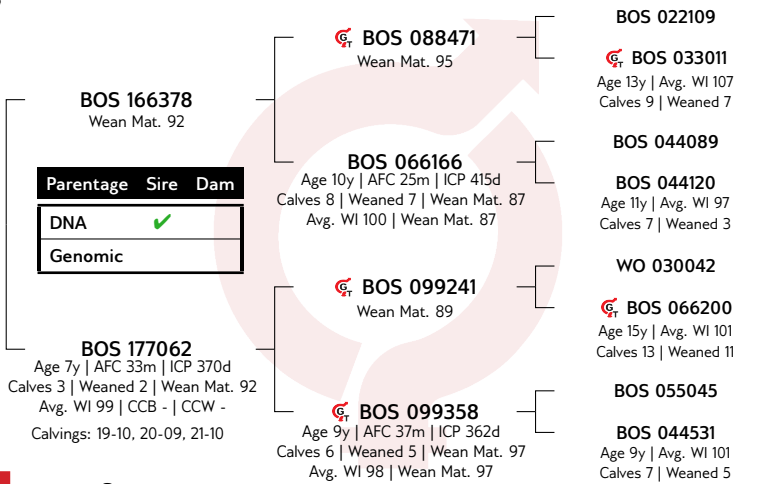 BOS 166378
Wean Mat. 92
Parentage Sire Dam
DNA ✔
Genomic
BOS 177062
Age 7y | AFC 33m | ICP 370d
Calves 3 | Weaned 2 | Wean Mat. 92
Avg. WI 99 | CCB - | CCW -
Calvings: 19-10, 20-09, 21-10
GT BOS 088471
Wean Mat. 95
BOS 066166
Age 10y | AFC 25m | ICP 415d
Calves 8 | Weaned 7 | Wean Mat. 87
Avg. WI 100 | Wean Mat. 87
GT BOS 099241
Wean Mat. 89
GT BOS 099358
Age 9y | AFC 37m | ICP 362d
Calves 6 | Weaned 5 | Wean Mat. 97
Avg. WI 98 | Wean Mat. 97
BOS 022109
GT BOS 033011
Age 13y | Avg. WI 107
Calves 9 | Weaned 7
BOS 044089
BOS 044120
Age 11y | Avg. WI 97
Calves 7 | Weaned 3
WO 030042
GT BOS 066200
Age 15y | Avg. WI 101
Calves 13 | Weaned 11
BOS 055045
BOS 044531
Age 9y | Avg. WI 101
Calves 7 | Weaned 5